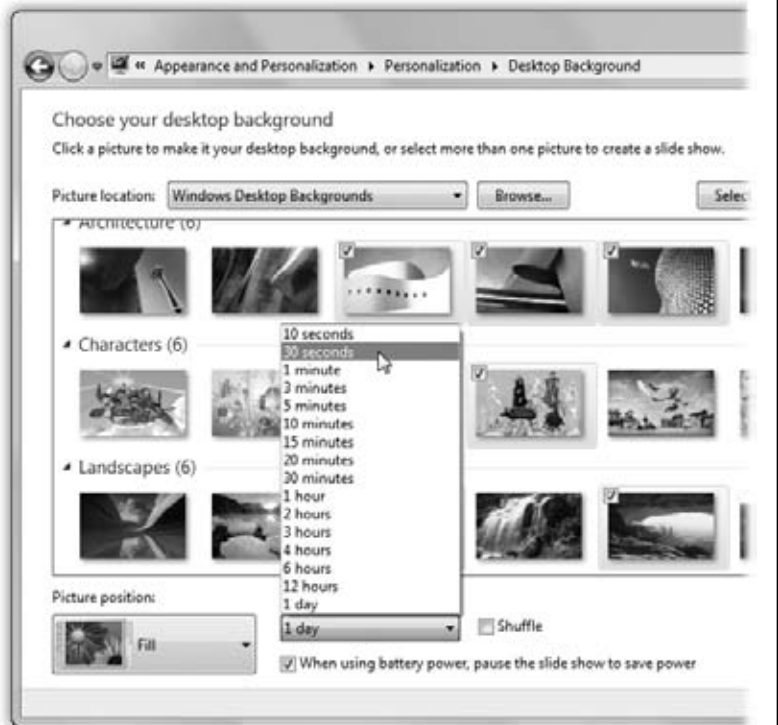 « Appearance and Personalization ▸ Personalization ▸ Desktop Background
Choose your desktop background
Click a picture to make it your desktop background, or select more than one picture to create a slide show.
Picture location: Windows Desktop Backgrounds Browse... Selec
Architecture (6)
Characters (6)
10 seconds
30 seconds
1 minute
3 minutes
5 minutes
10 minutes
15 minutes
20 minutes
30 minutes
1 hour
2 hours
3 hours
4 hours
6 hours
12 hours
1 day
Landscapes (6)
Picture position:
Fill
1 day
Shuffle
When using battery power, pause the slide show to save power